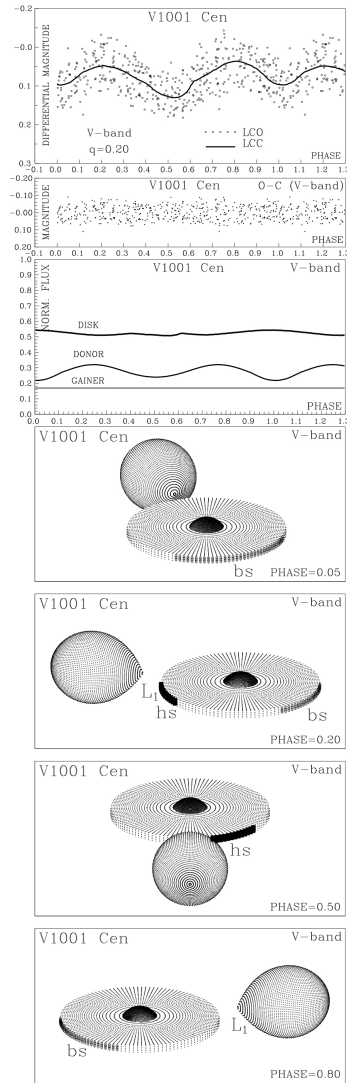 V1001 Cen
DIFFERENTIAL MAGNITUDE
-0.2
-0.1
-0.0
0.1
0.2
0.3
V-band
q=0.20
LCO
LCC
PHASE
-0.1 0.0 0.1 0.2 0.3 0.4 0.5 0.6 0.7 0.8 0.9 1.0 1.1 1.2 1.3
V1001 Cen
O-C (V-band)
MAGNITUDE
-0.20
-0.10
-0.00
0.10
0.20
PHASE
-0.1 0.0 0.1 0.2 0.3 0.4 0.5 0.6 0.7 0.8 0.9 1.0 1.1 1.2 1.3
V1001 Cen
V-band
NORM. FLUX
1.0
0.9
0.8
0.7
0.6
0.5
0.4
0.3
0.2
0.1
0.0
DISK
DONOR
GAINER
PHASE
0.0 0.1 0.2 0.3 0.4 0.5 0.6 0.7 0.8 0.9 1.0 1.1 1.2 1.3
V1001 Cen
V-band
bs
PHASE=0.05
V1001 Cen
V-band
L1
hs
bs
PHASE=0.20
V1001 Cen
V-band
hs
PHASE=0.50
V1001 Cen
V-band
L1
bs
PHASE=0.80